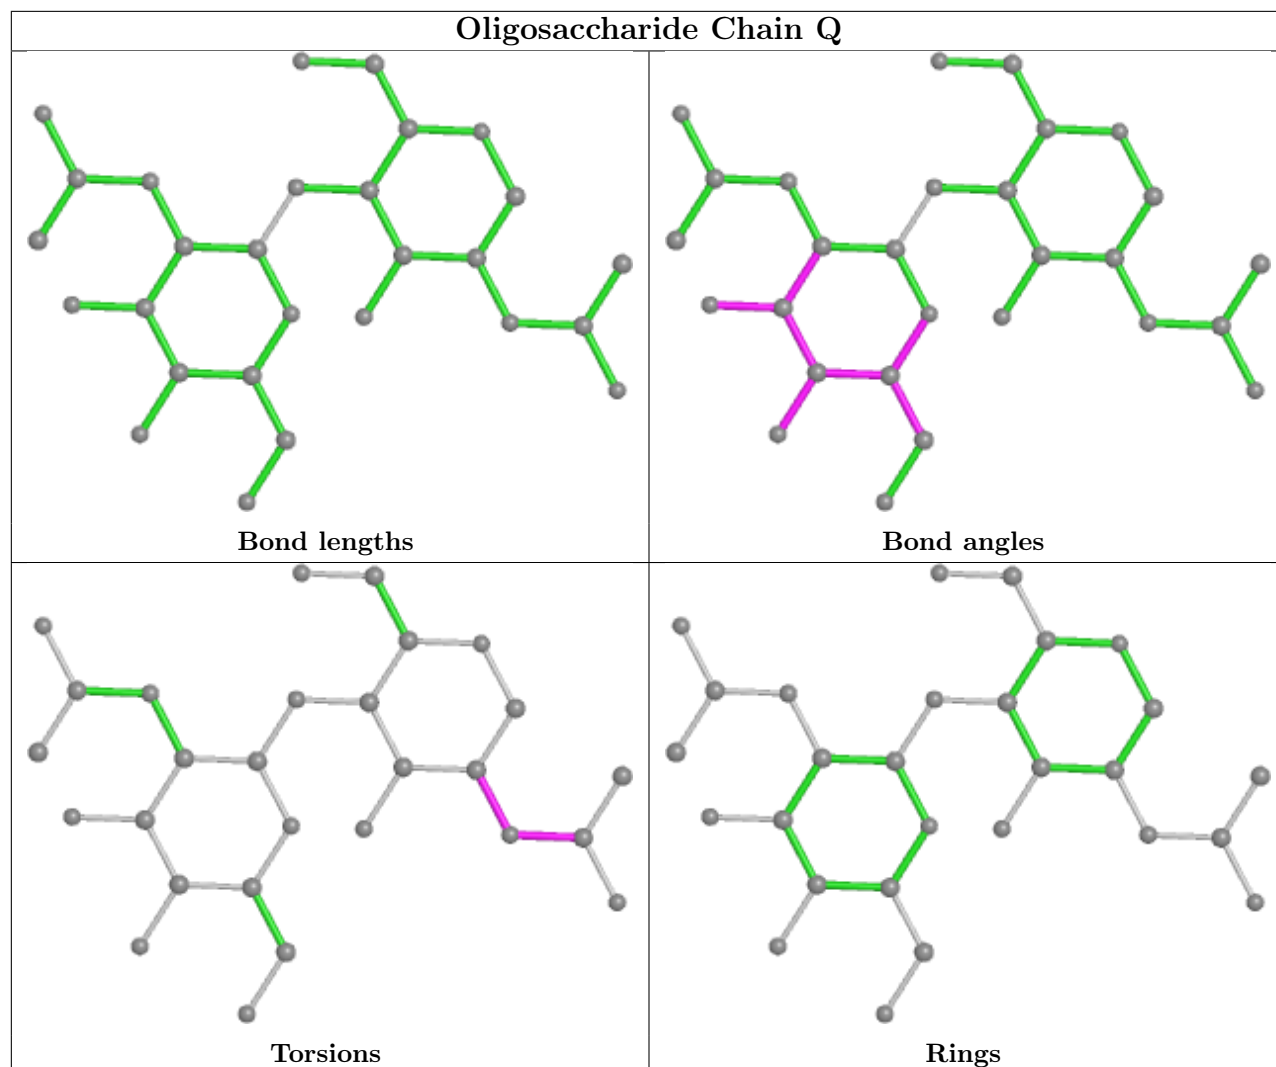 Oligosaccharide Chain Q
Bond lengths
Bond angles
Torsions
Rings